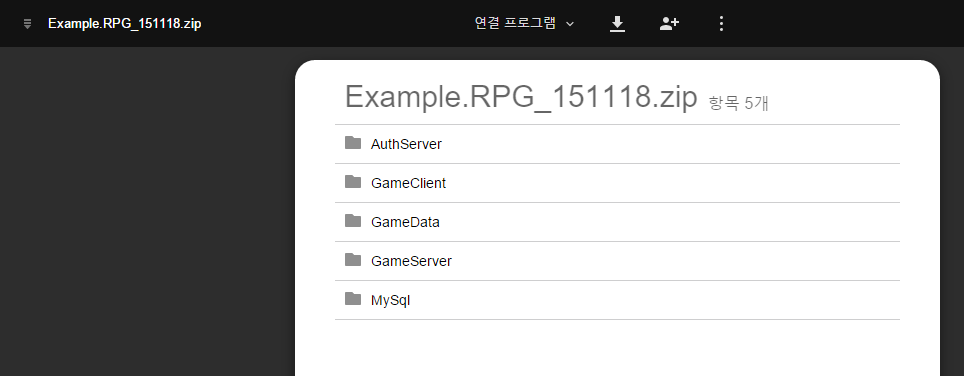 Example.RPG_151118.zip 연결 프로그램
Example.RPG_151118.zip 항목 5개
AuthServer
GameClient
GameData
GameServer
MySql